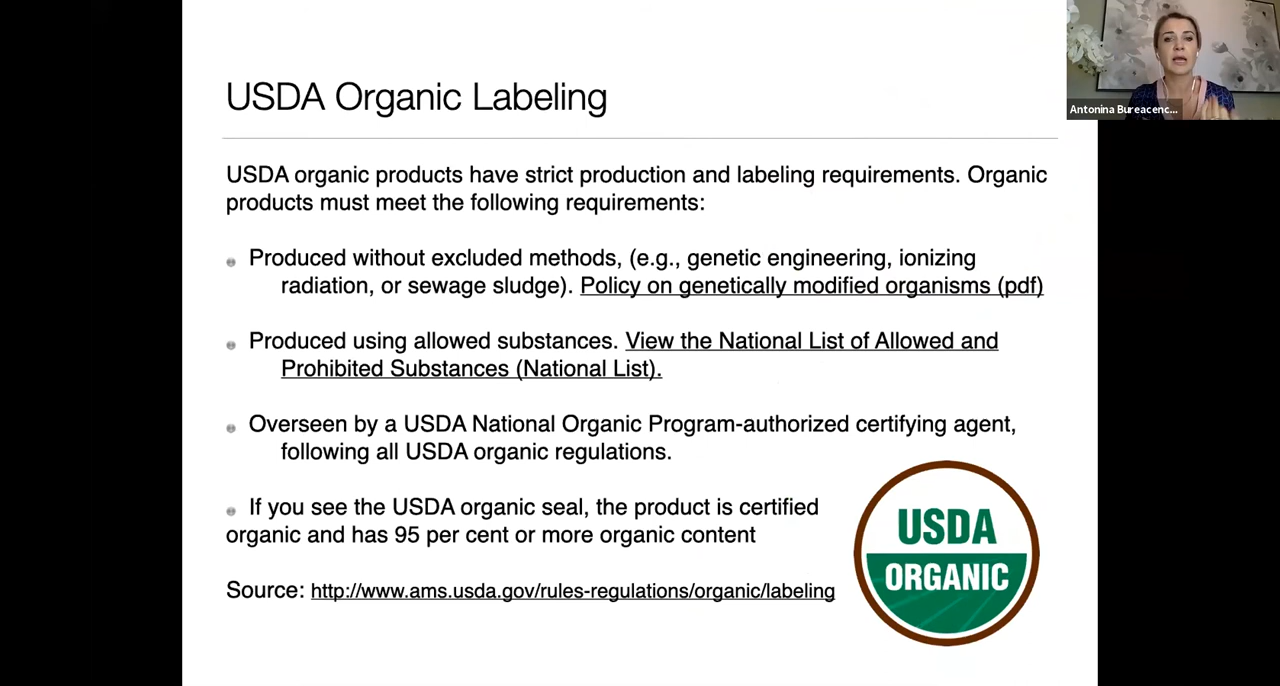 USDA Organic Labeling
USDA organic products have strict production and labeling requirements. Organic
products must meet the following requirements:
Produced without excluded methods, (e.g., genetic engineering, ionizing
radiation, or sewage sludge). Policy on genetically modified organisms (pdf)
Produced using allowed substances. View the National List of Allowed and
Prohibited Substances (National List).
Overseen by a USDA National Organic Program-authorized certifying agent,
following all USDA organic regulations.
If you see the USDA organic seal, the product is certified
organic and has 95 per cent or more organic content
Source: http://www.ams.usda.gov/rules-regulations/organic/labeling
USDA
ORGANIC
Antonina Bureacenc...